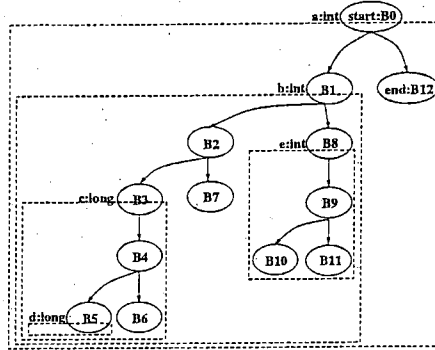 a:int start:B0
b:int B1 end:B12
B2 e:int B8
c:long B3 B7 B9
B4 B10 B11
d:long B5 B6